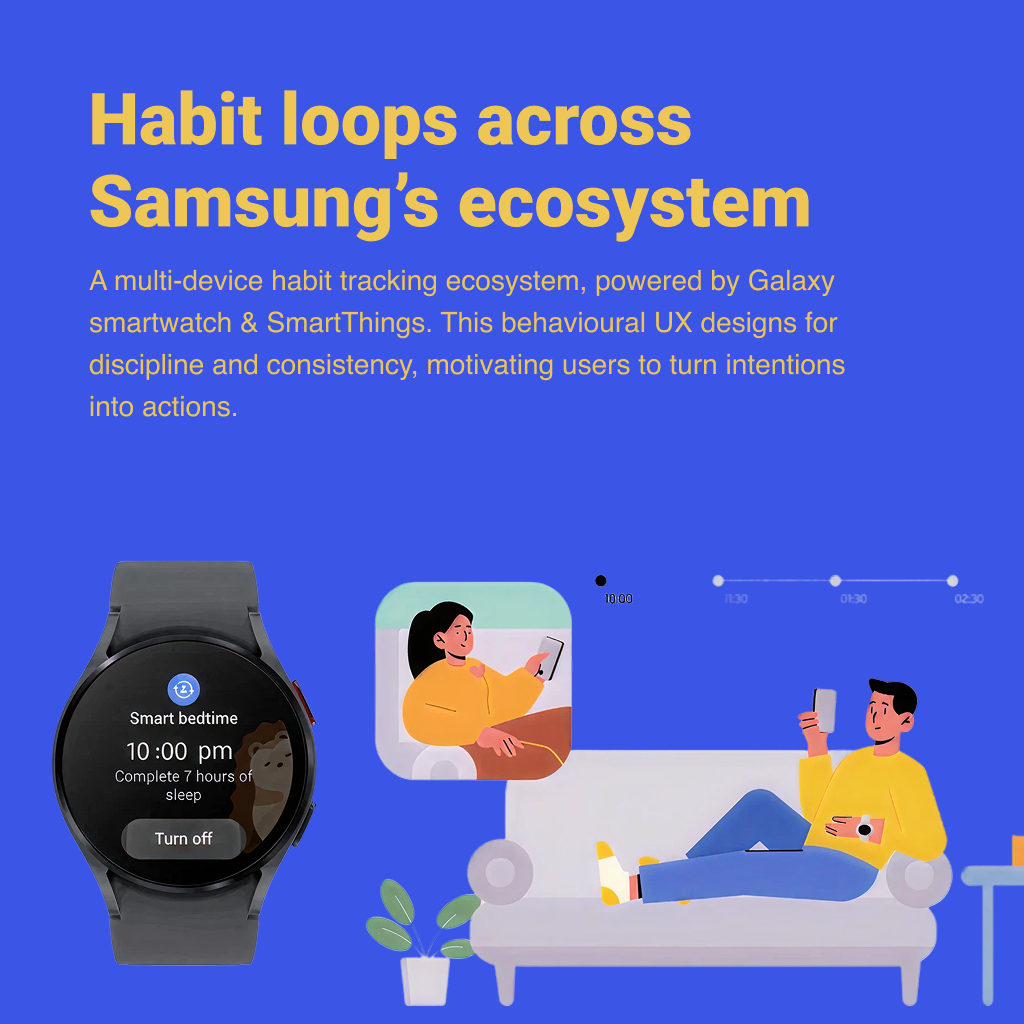 Habit loops across
Samsung’s ecosystem
A multi-device habit tracking ecosystem, powered by Galaxy
smartwatch & SmartThings. This behavioural UX designs for
discipline and consistency, motivating users to turn intentions
into actions.
10:00
11:30
01:30
02:30
Smart bedtime
10:00 pm
Complete 7 hours of
sleep
Turn off